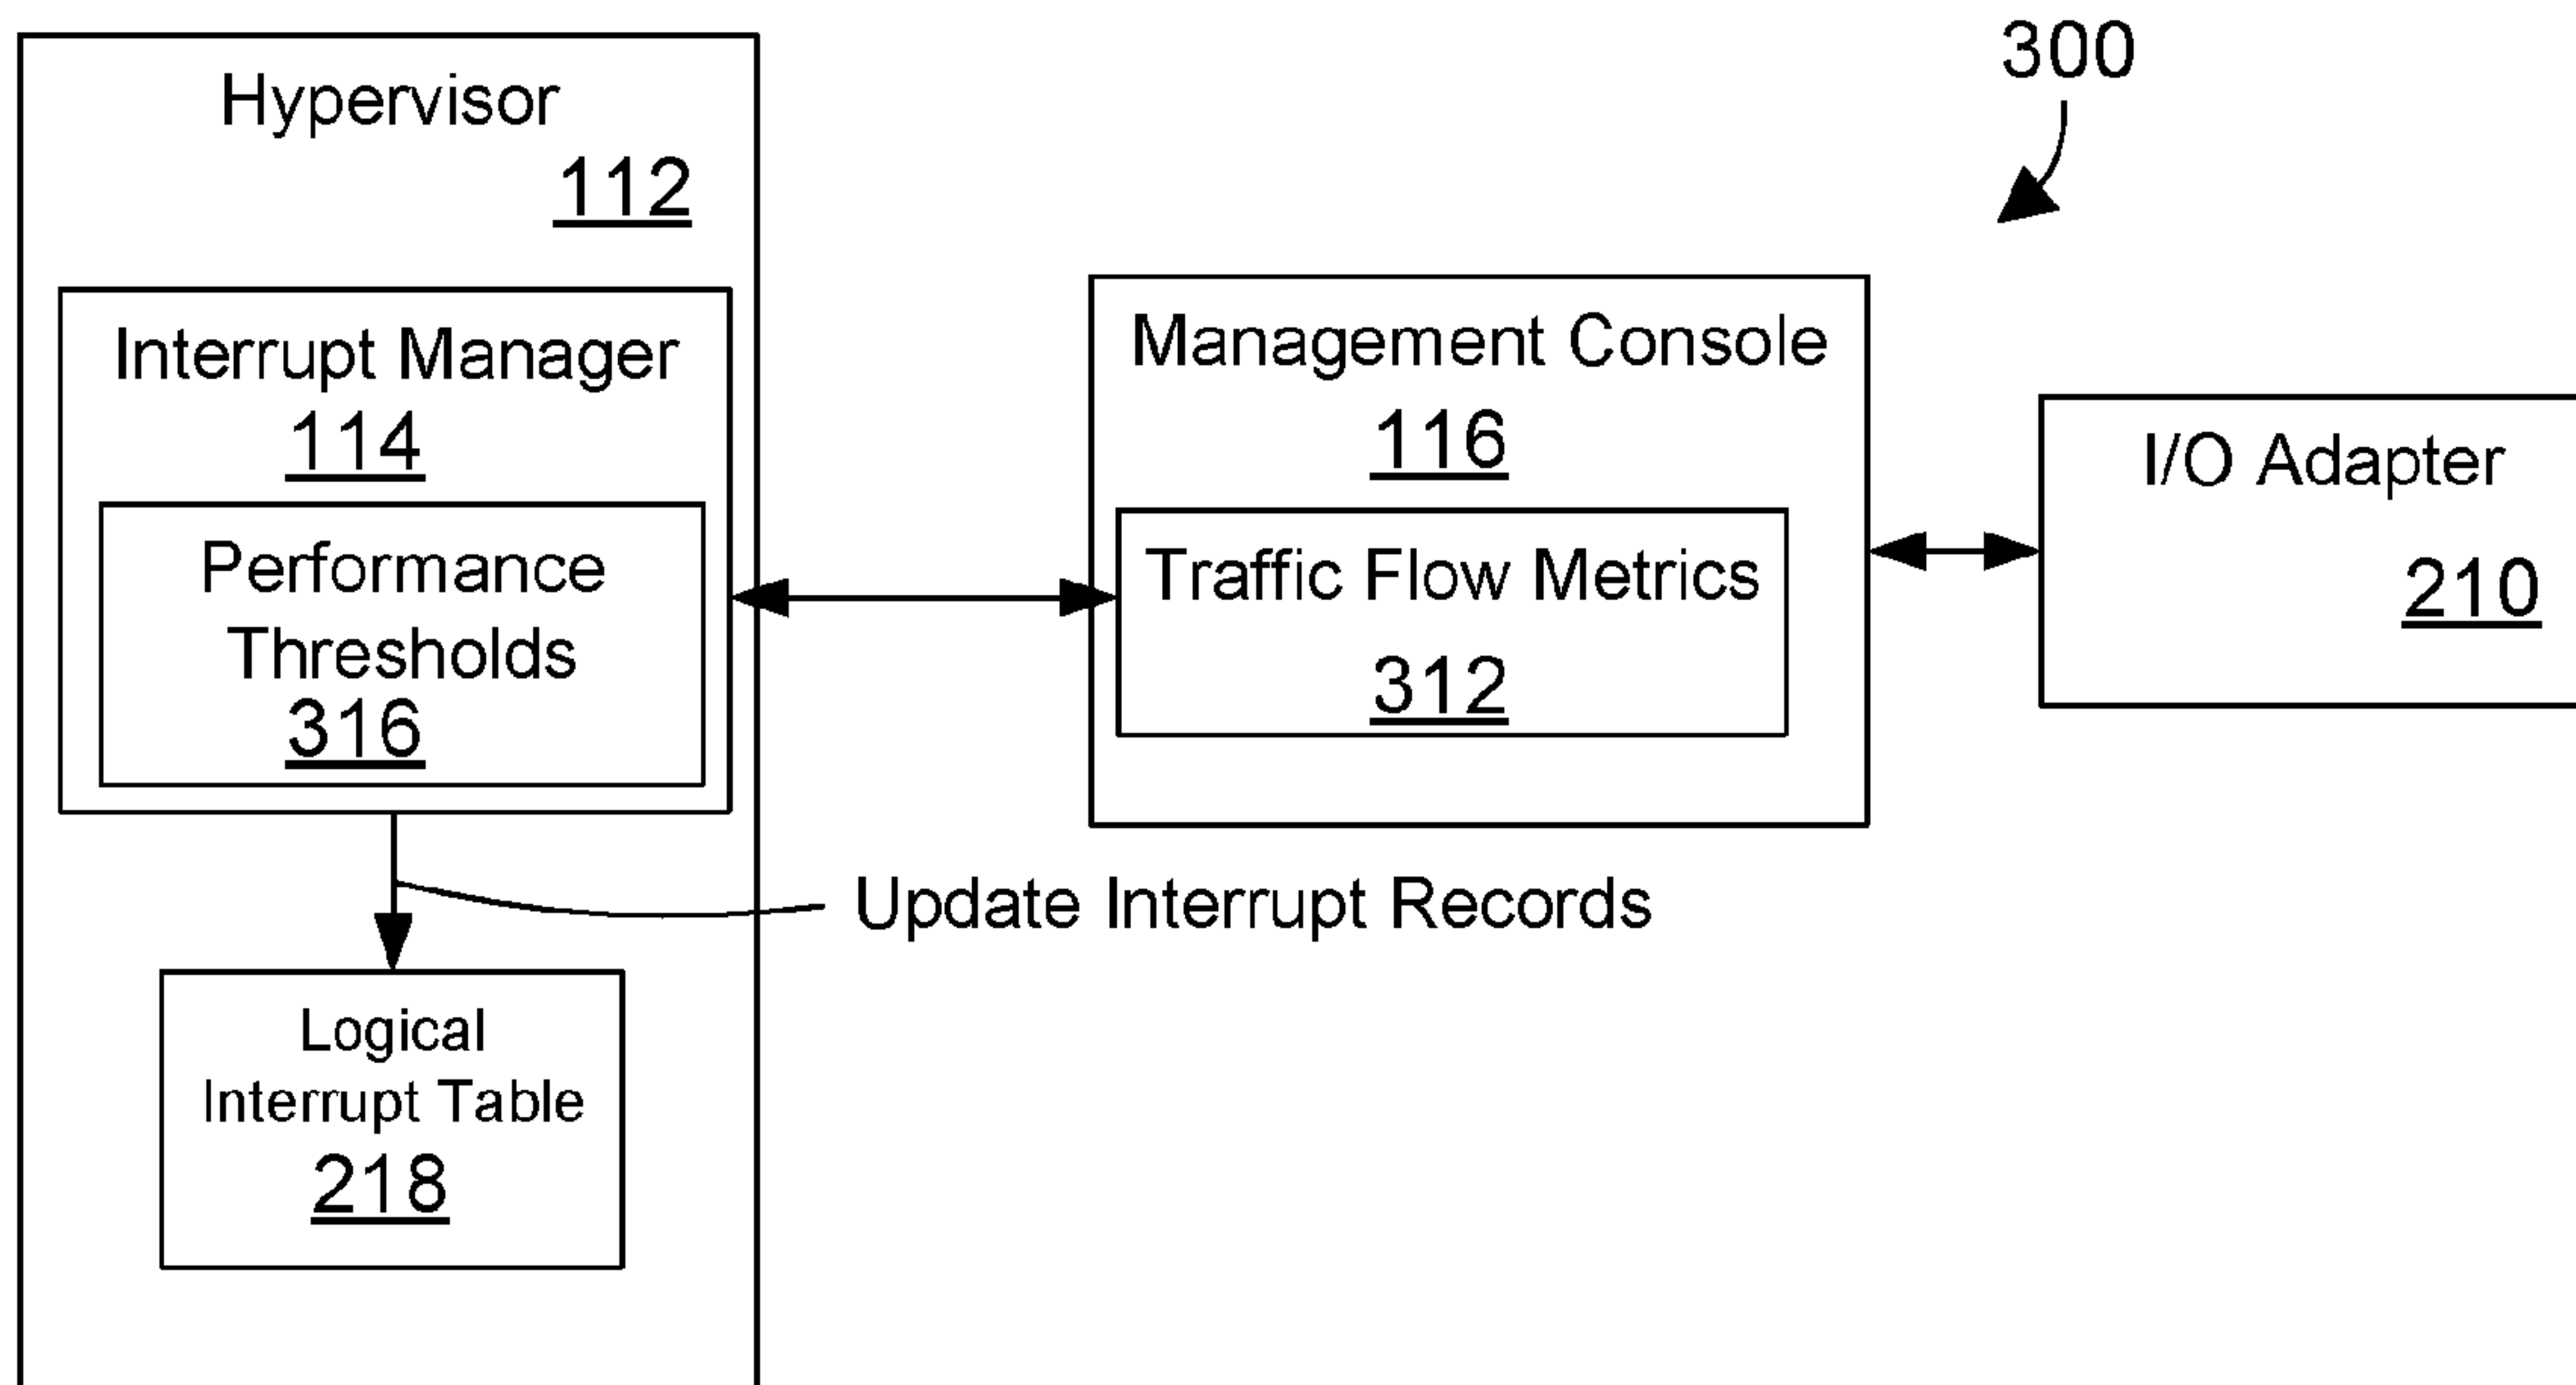 300
Hypervisor
112
Interrupt Manager
114
Performance
Thresholds
316
Management Console
116
Traffic Flow Metrics
312
I/O Adapter
210
Update Interrupt Records
Logical
Interrupt Table
218